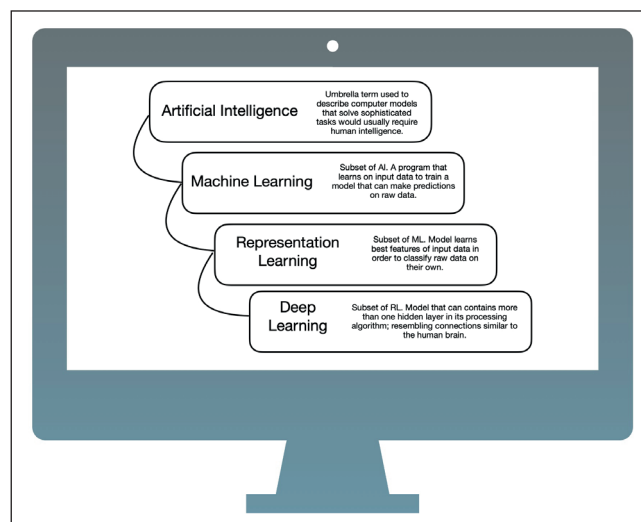 Artificial Intelligence
Umbrella term used to
describe computer models
that solve sophisticated
tasks would usually require
human intelligence.
Machine Learning
Subset of AI. A program that
learns on input data to train a
model that can make predictions
on raw data.
Representation
Learning
Subset of ML. Model learns
best features of input data in
order to classify raw data on
their own.
Deep
Learning
Subset of RL. Model that can contains more
than one hidden layer in its processing
algorithm; resembling connections similar to
the human brain.